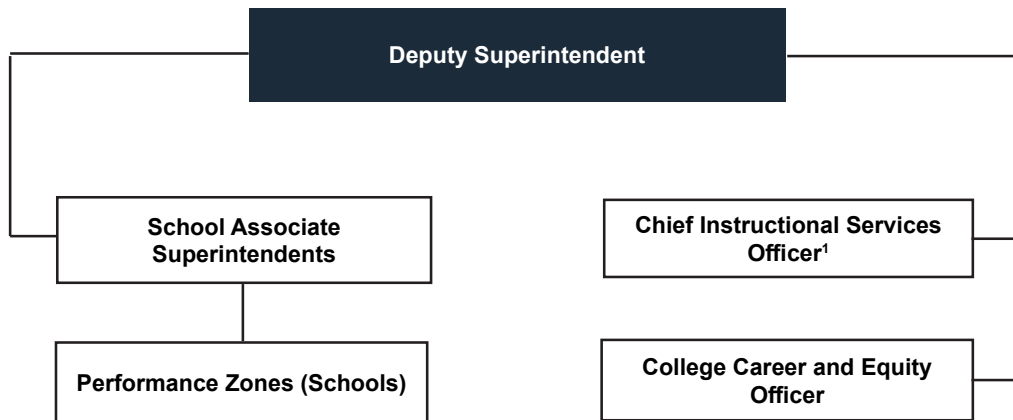 Deputy Superintendent
School Associate
Superintendents
Chief Instructional Services
Officer¹
Performance Zones (Schools)
College Career and Equity
Officer